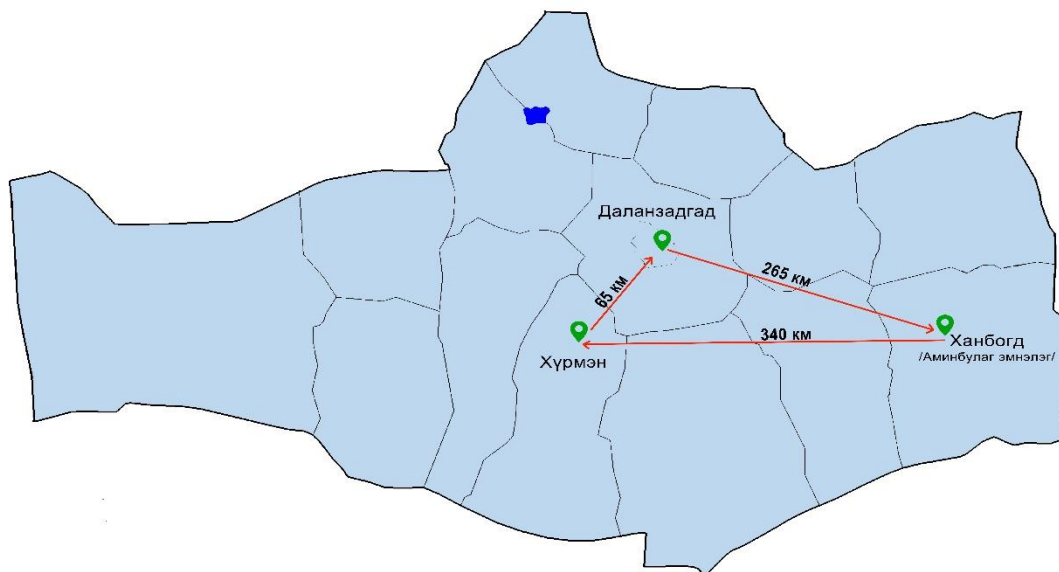 Даланзадгад
265 км
65 км
340 км
Ханбогд
/Аминбулаг эмнэлэг/
Хүрмэн